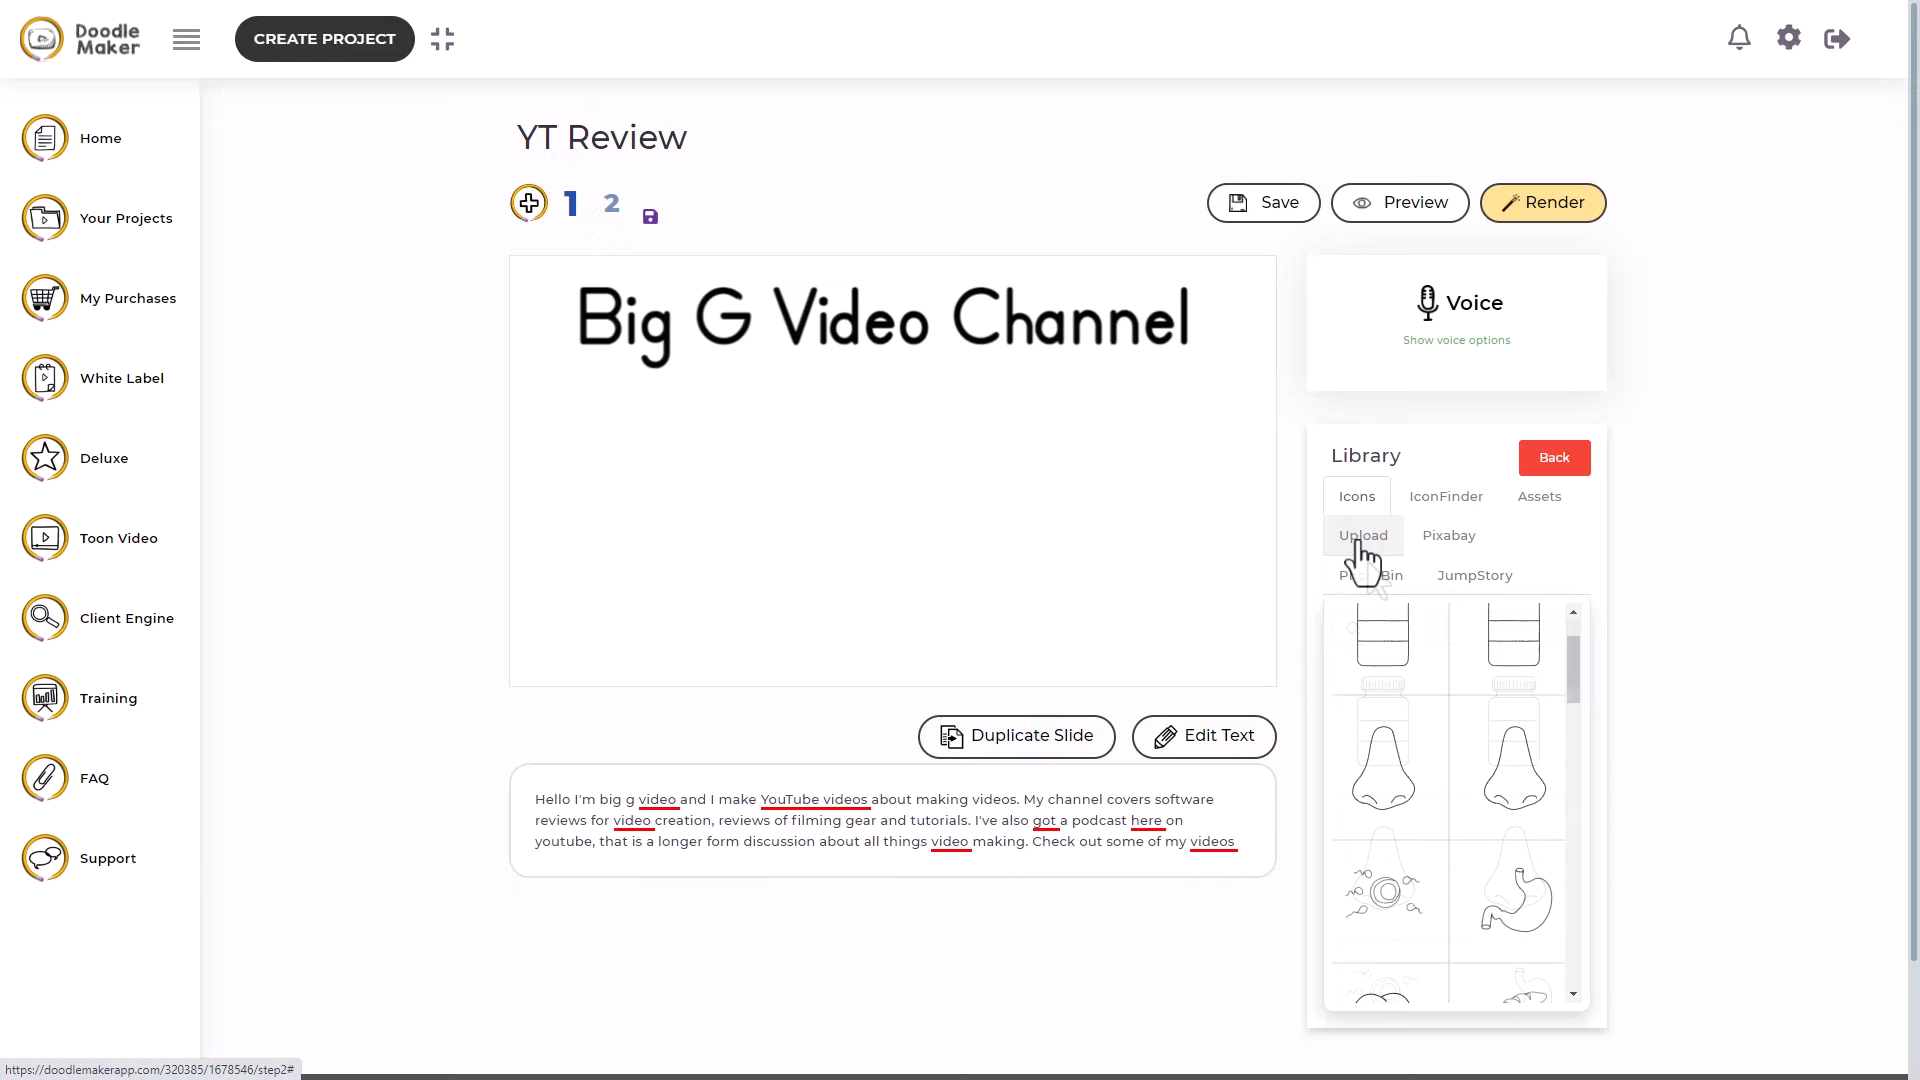 Doodle
Maker
CREATE PROJECT
Home
Your Projects
My Purchases
White Label
Deluxe
Toon Video
Client Engine
Training
FAQ
Support
YT Review
1 2
Save
Preview
Render
Big G Video Channel
Voice
Show voice options
Library
Back
Icons
IconFinder
Assets
Upload
Pixabay
JumpStory
Duplicate Slide
Edit Text
Hello I'm big g video and I make YouTube videos about making videos. My channel covers software
reviews for video creation, reviews of filming gear and tutorials. I've also got a podcast here on
youtube, that is a longer form discussion about all things video making. Check out some of my videos
https://doodlemakerapp.com/320385/1678546/step2#